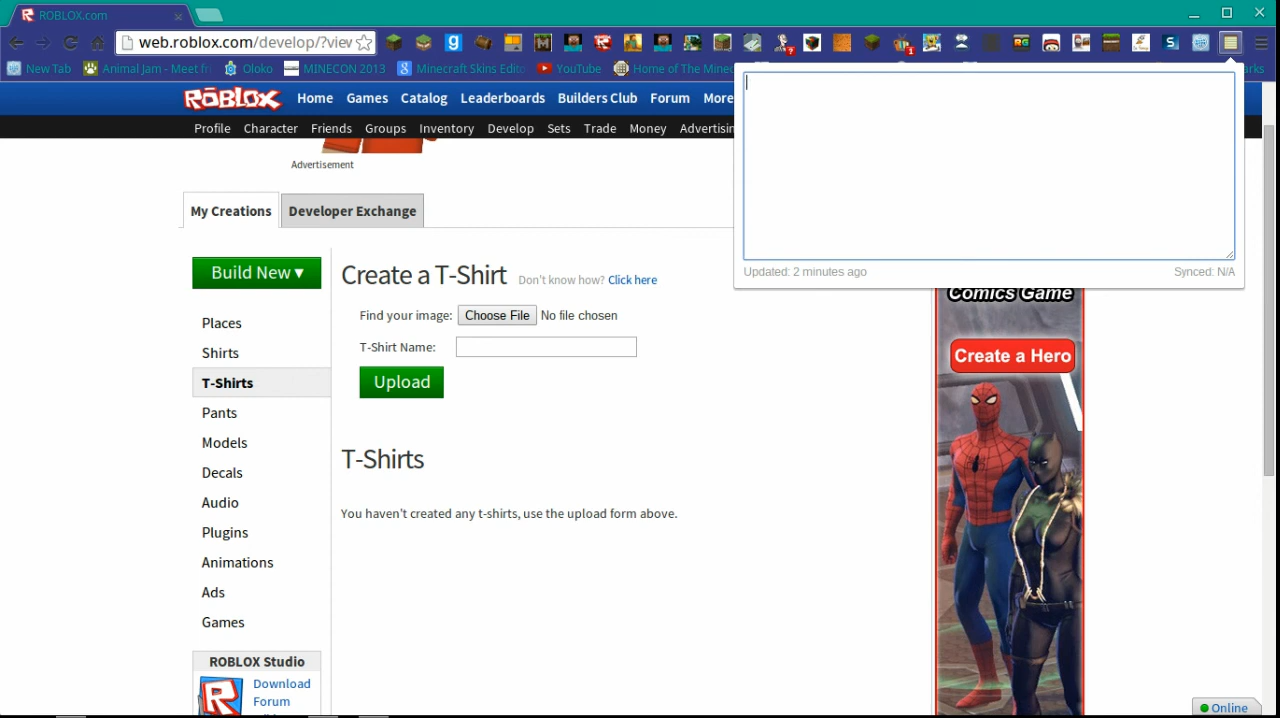 ROBLOX.com
web.roblox.com/develop/?view
New Tab
Animal Jam - Meet fr
Oloko
MINECON 2013
Minecraft Skins Edito
YouTube
Home of The Minec
arks
ROBLOX Home Games Catalog Leaderboards Builders Club Forum More
Profile Character Friends Groups Inventory Develop Sets Trade Money Advertisin
Advertisement
My Creations
Developer Exchange
Updated: 2 minutes ago
Synced: N/A
Build New ▼
Places
Shirts
T-Shirts
Pants
Models
Decals
Audio
Plugins
Animations
Ads
Games
ROBLOX Studio
Download
Forum
Create a T-Shirt Don't know how? Click here
Find your image: Choose File No file chosen
T-Shirt Name:
Upload
T-Shirts
You haven't created any t-shirts, use the upload form above.
Comics Game
Create a Hero
Online